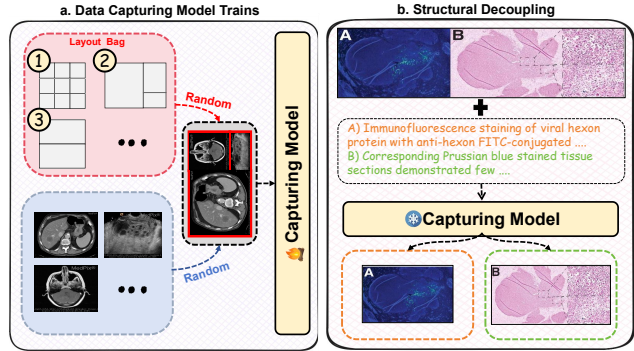 a. Data Capturing Model Trains
Layout Bag
1
2
3
Random
Random
MedPix®
Capturing Model
b. Structural Decoupling
A
B
A) Immunofluorescence staining of viral hexon
protein with anti-hexon FITC-conjugated ....
B) Corresponding Prussian blue stained tissue
sections demonstrated few ....
Capturing Model
A
B